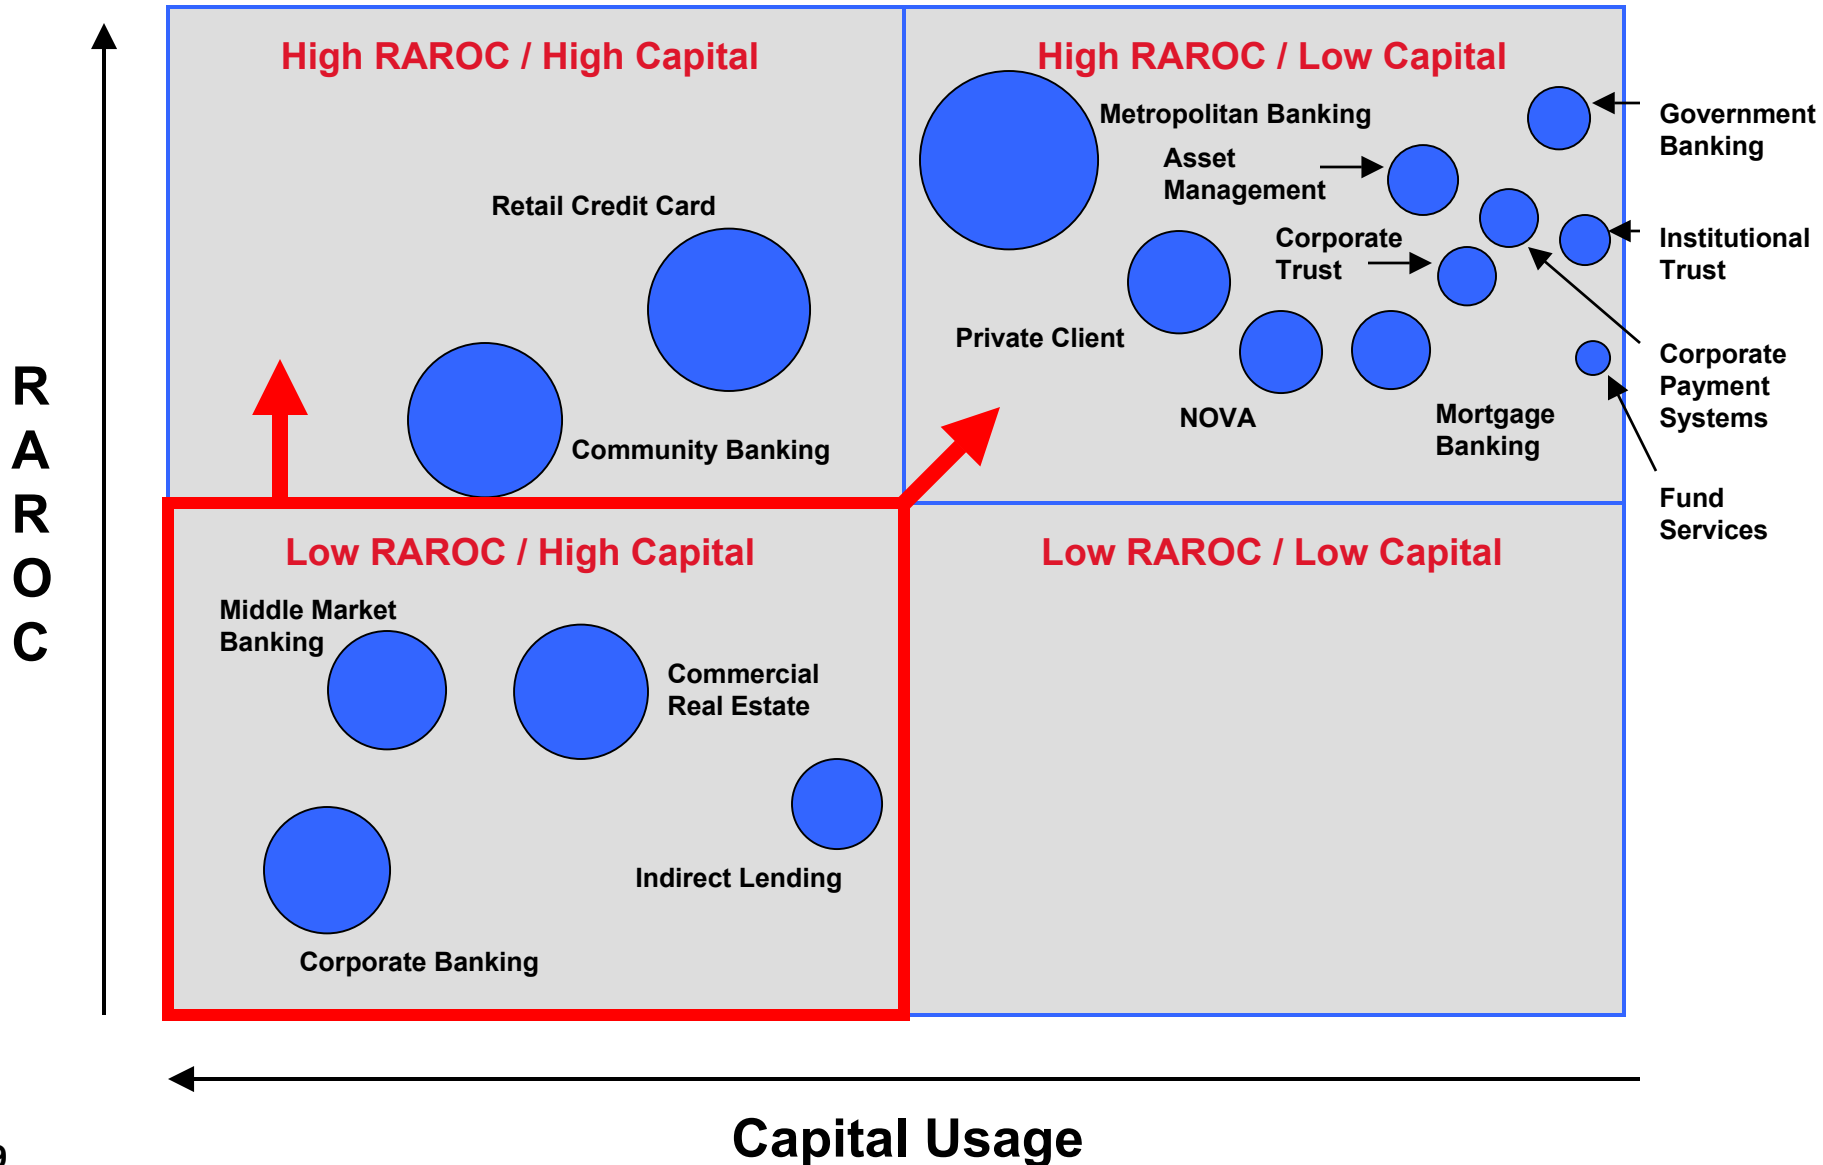 High RAROC / High Capital
High RAROC / Low Capital
Metropolitan Banking
Government
Banking
Asset
Management
Retail Credit Card
Corporate
Trust
Institutional
Trust
Private Client
Corporate
Payment
Systems
NOVA
Mortgage
Banking
Community Banking
Fund
Services
R
A
R
O
C
Low RAROC / High Capital
Low RAROC / Low Capital
Middle Market
Banking
Commercial
Real Estate
Indirect Lending
Corporate Banking
Capital Usage
9